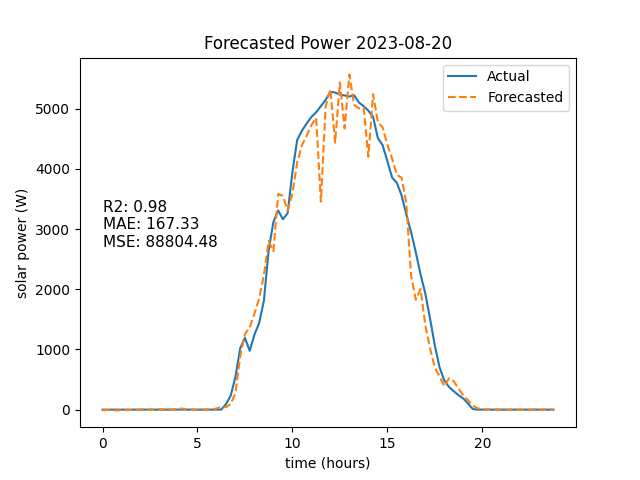 Forecasted Power 2023-08-20
Actual
Forecasted
R2: 0.98
MAE: 167.33
MSE: 88804.48
solar power (W)
5000
4000
3000
2000
1000
0
0 5 10 15 20
time (hours)